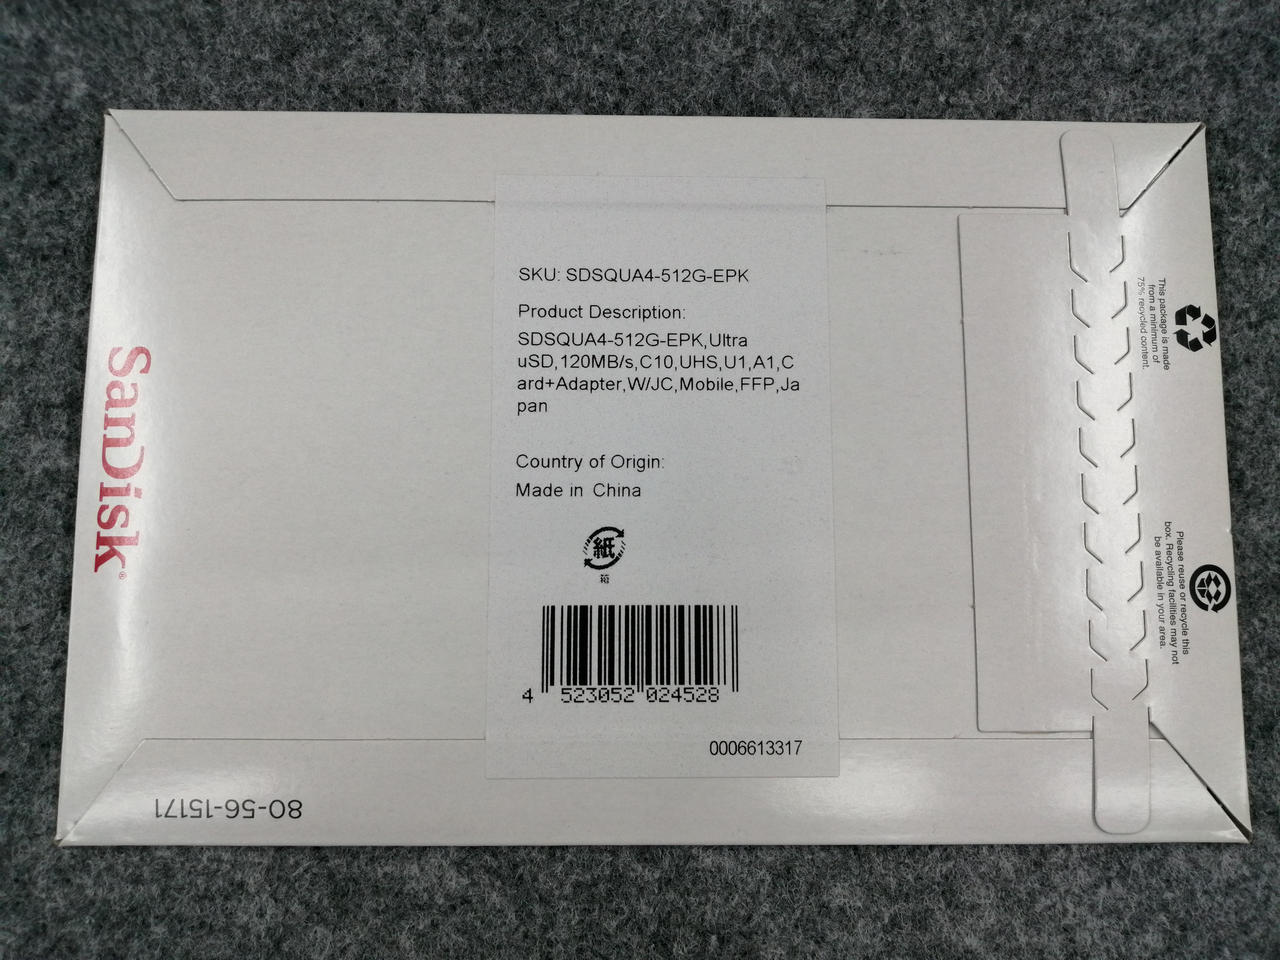 SKU: SDSQUA4-512G-EPK
Product Description:
SDSQUA4-512G-EPK,Ultra
uSD,120MB/s,C10,UHS,U1,A1,C
ard+Adapter,W/JC,Mobile,FFP,Ja
pan
Country of Origin:
Made in China
紙
箱
4 523052 024528
0006613317
SanDisk®
80-56-15171
This package is made
from a minimum of
75% recycled content.
Please reuse or recycle this
box. Recycling facilities may not
be available in your area.